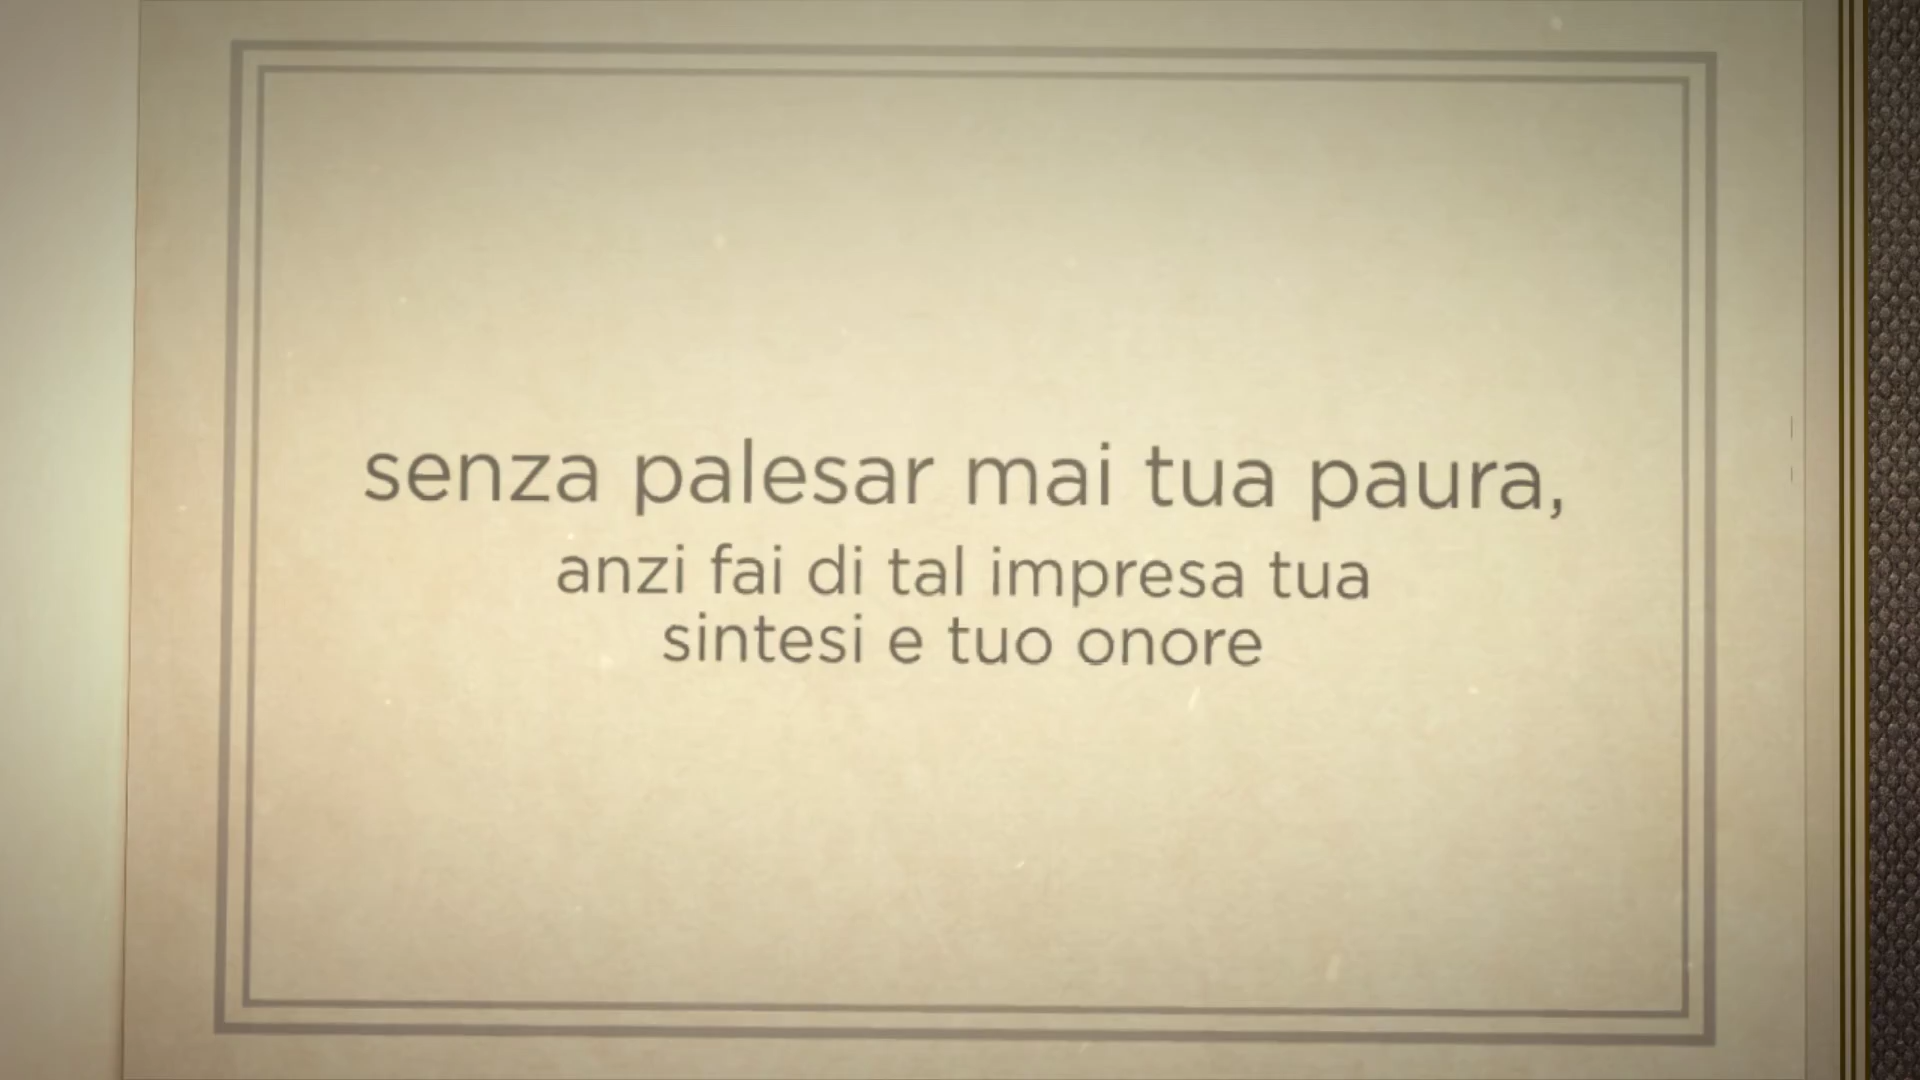 senza palesar mai tua paura,
anzi fai di tal impresa tua
sintesi e tuo onore